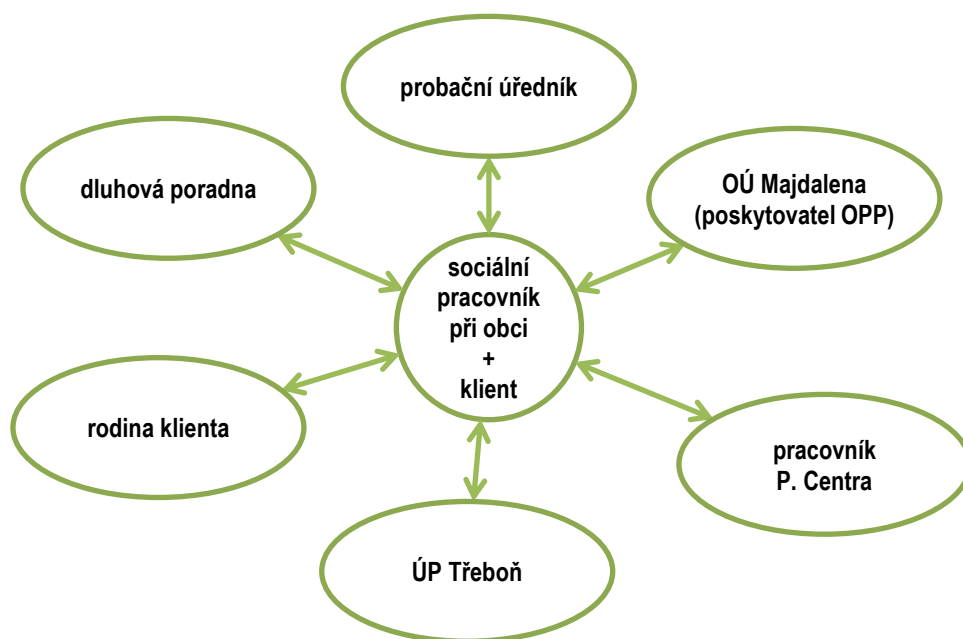 probační úředník
dluhová poradna
OÚ Majdalena
(poskytovatel OPP)
sociální
pracovník
při obci
+
klient
rodina klienta
pracovník
P. Centra
ÚP Třeboň